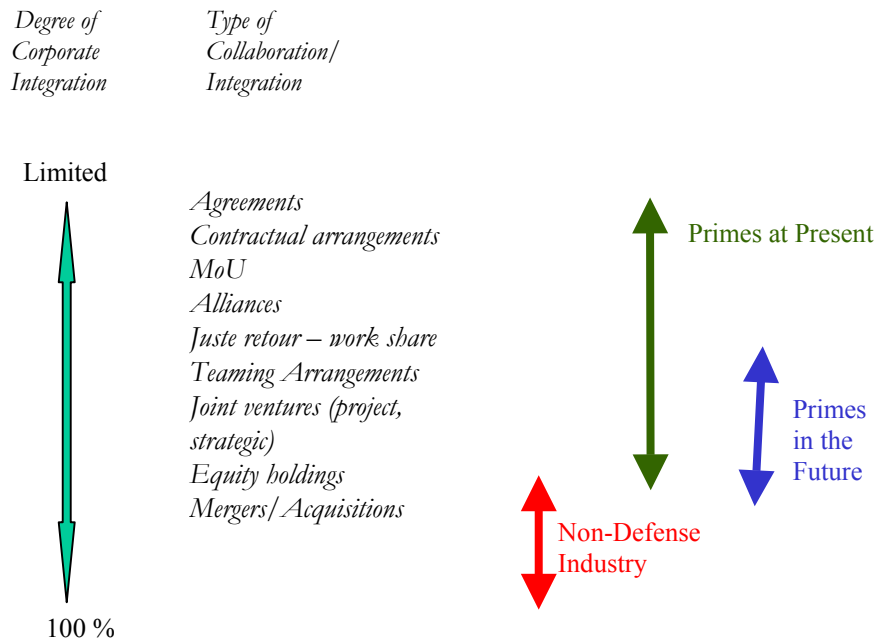 Degree of
Corporate
Integration
Type of
Collaboration/
Integration
Limited
Agreements
Contractual arrangements
MoU
Alliances
Juste retour – work share
Teaming Arrangements
Joint ventures (project,
strategic)
Equity holdings
Mergers/Acquisitions
Primes at Present
Primes
in the
Future
Non-Defense
Industry
100 %